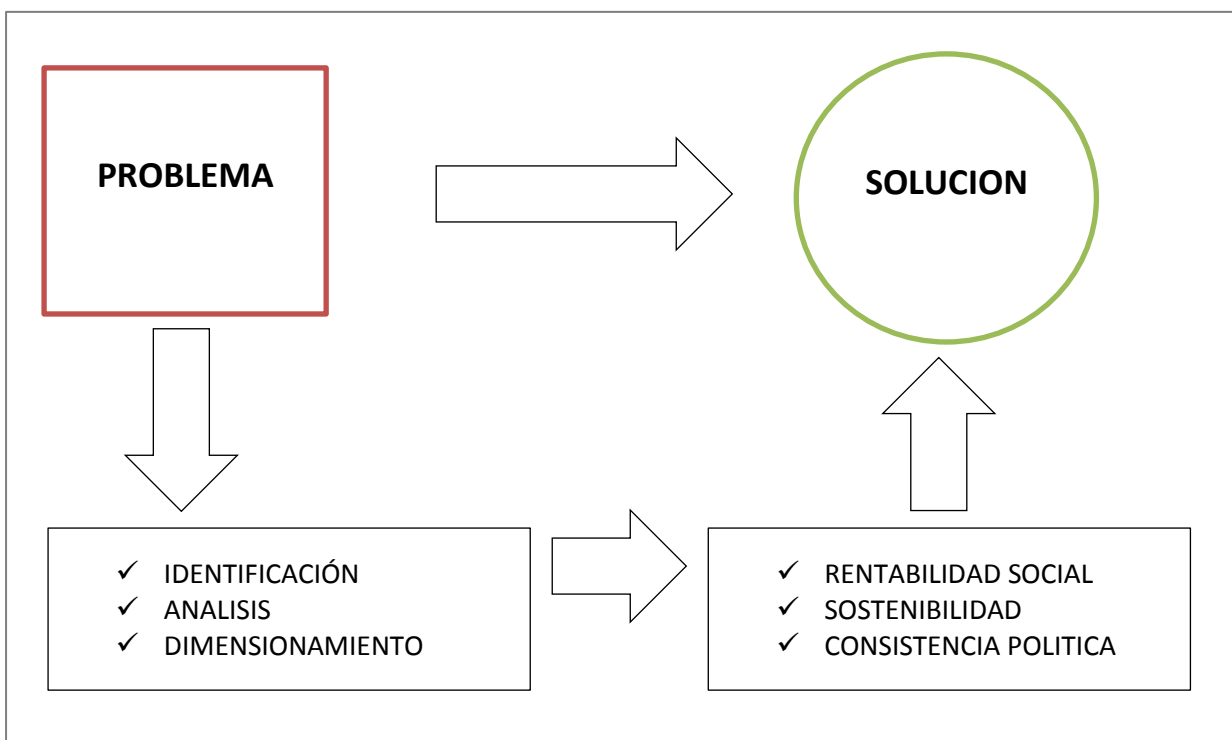 PROBLEMA
SOLUCION
✓ IDENTIFICACIÓN
✓ ANALISIS
✓ DIMENSIONAMIENTO
✓ RENTABILIDAD SOCIAL
✓ SOSTENIBILIDAD
✓ CONSISTENCIA POLITICA